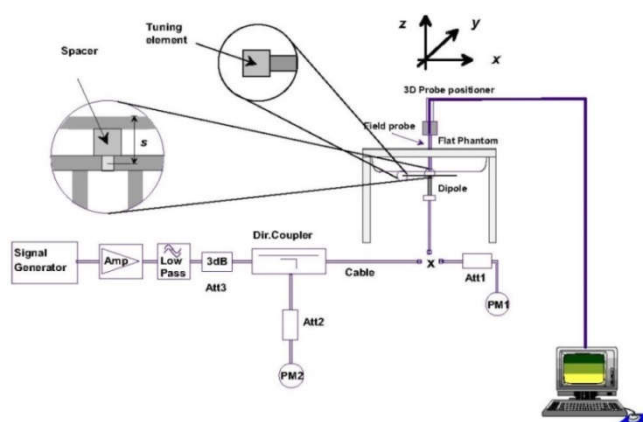 Tuning
element
Spacer
s
z
y
x
3D Probe positioner
Field probe
Flat Phantom
Dipole
Signal
Generator
Amp
Low
Pass
3dB
Att3
Dir.Coupler
Cable
x
Att1
PM1
Att2
PM2